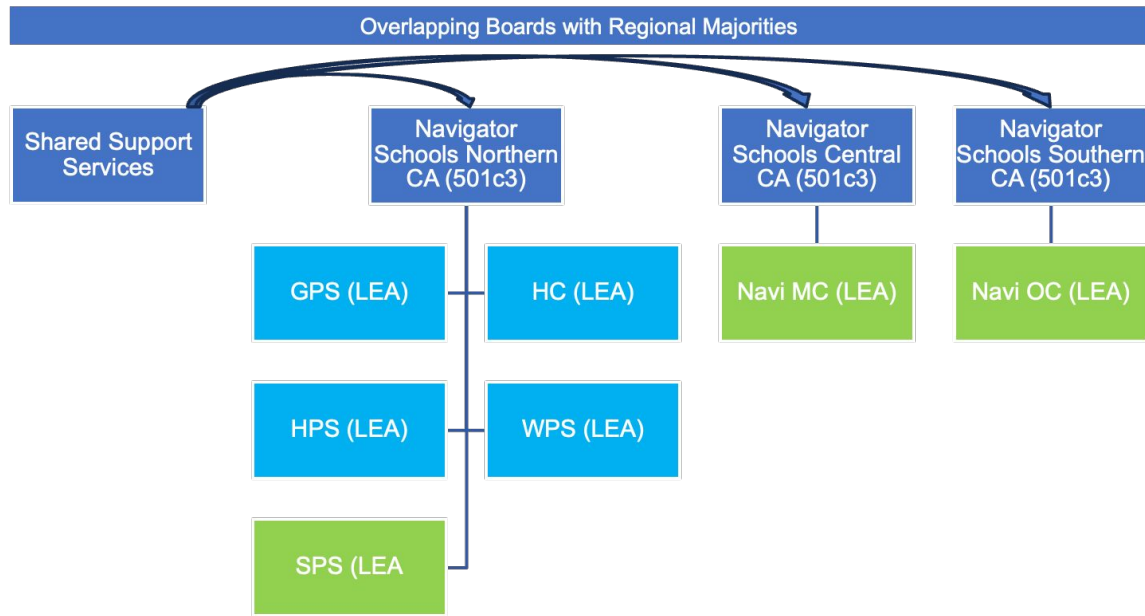 Overlapping Boards with Regional Majorities
Shared Support
Services
Navigator
Schools Northern
CA (501c3)
Navigator
Schools Central
CA (501c3)
Navigator
Schools Southern
CA (501c3)
GPS (LEA)
HC (LEA)
Navi MC (LEA)
Navi OC (LEA)
HPS (LEA)
WPS (LEA)
SPS (LEA